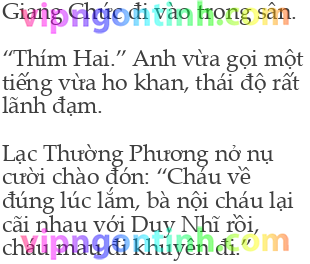 Giang Chức đi vào trong sân.
“Thím Hai.” Anh vừa gọi một
tiếng vừa ho khan, thái độ rất
lãnh đạm.
Lạc Thường Phương nở nụ
cười chào đón: “Cháu về
đúng lúc lắm, bà nội cháu lại
cãi nhau với Duy Nhĩ rồi,
cháu mau đi khuyên đi.”
vipngontinh.com
vipngontinh.com